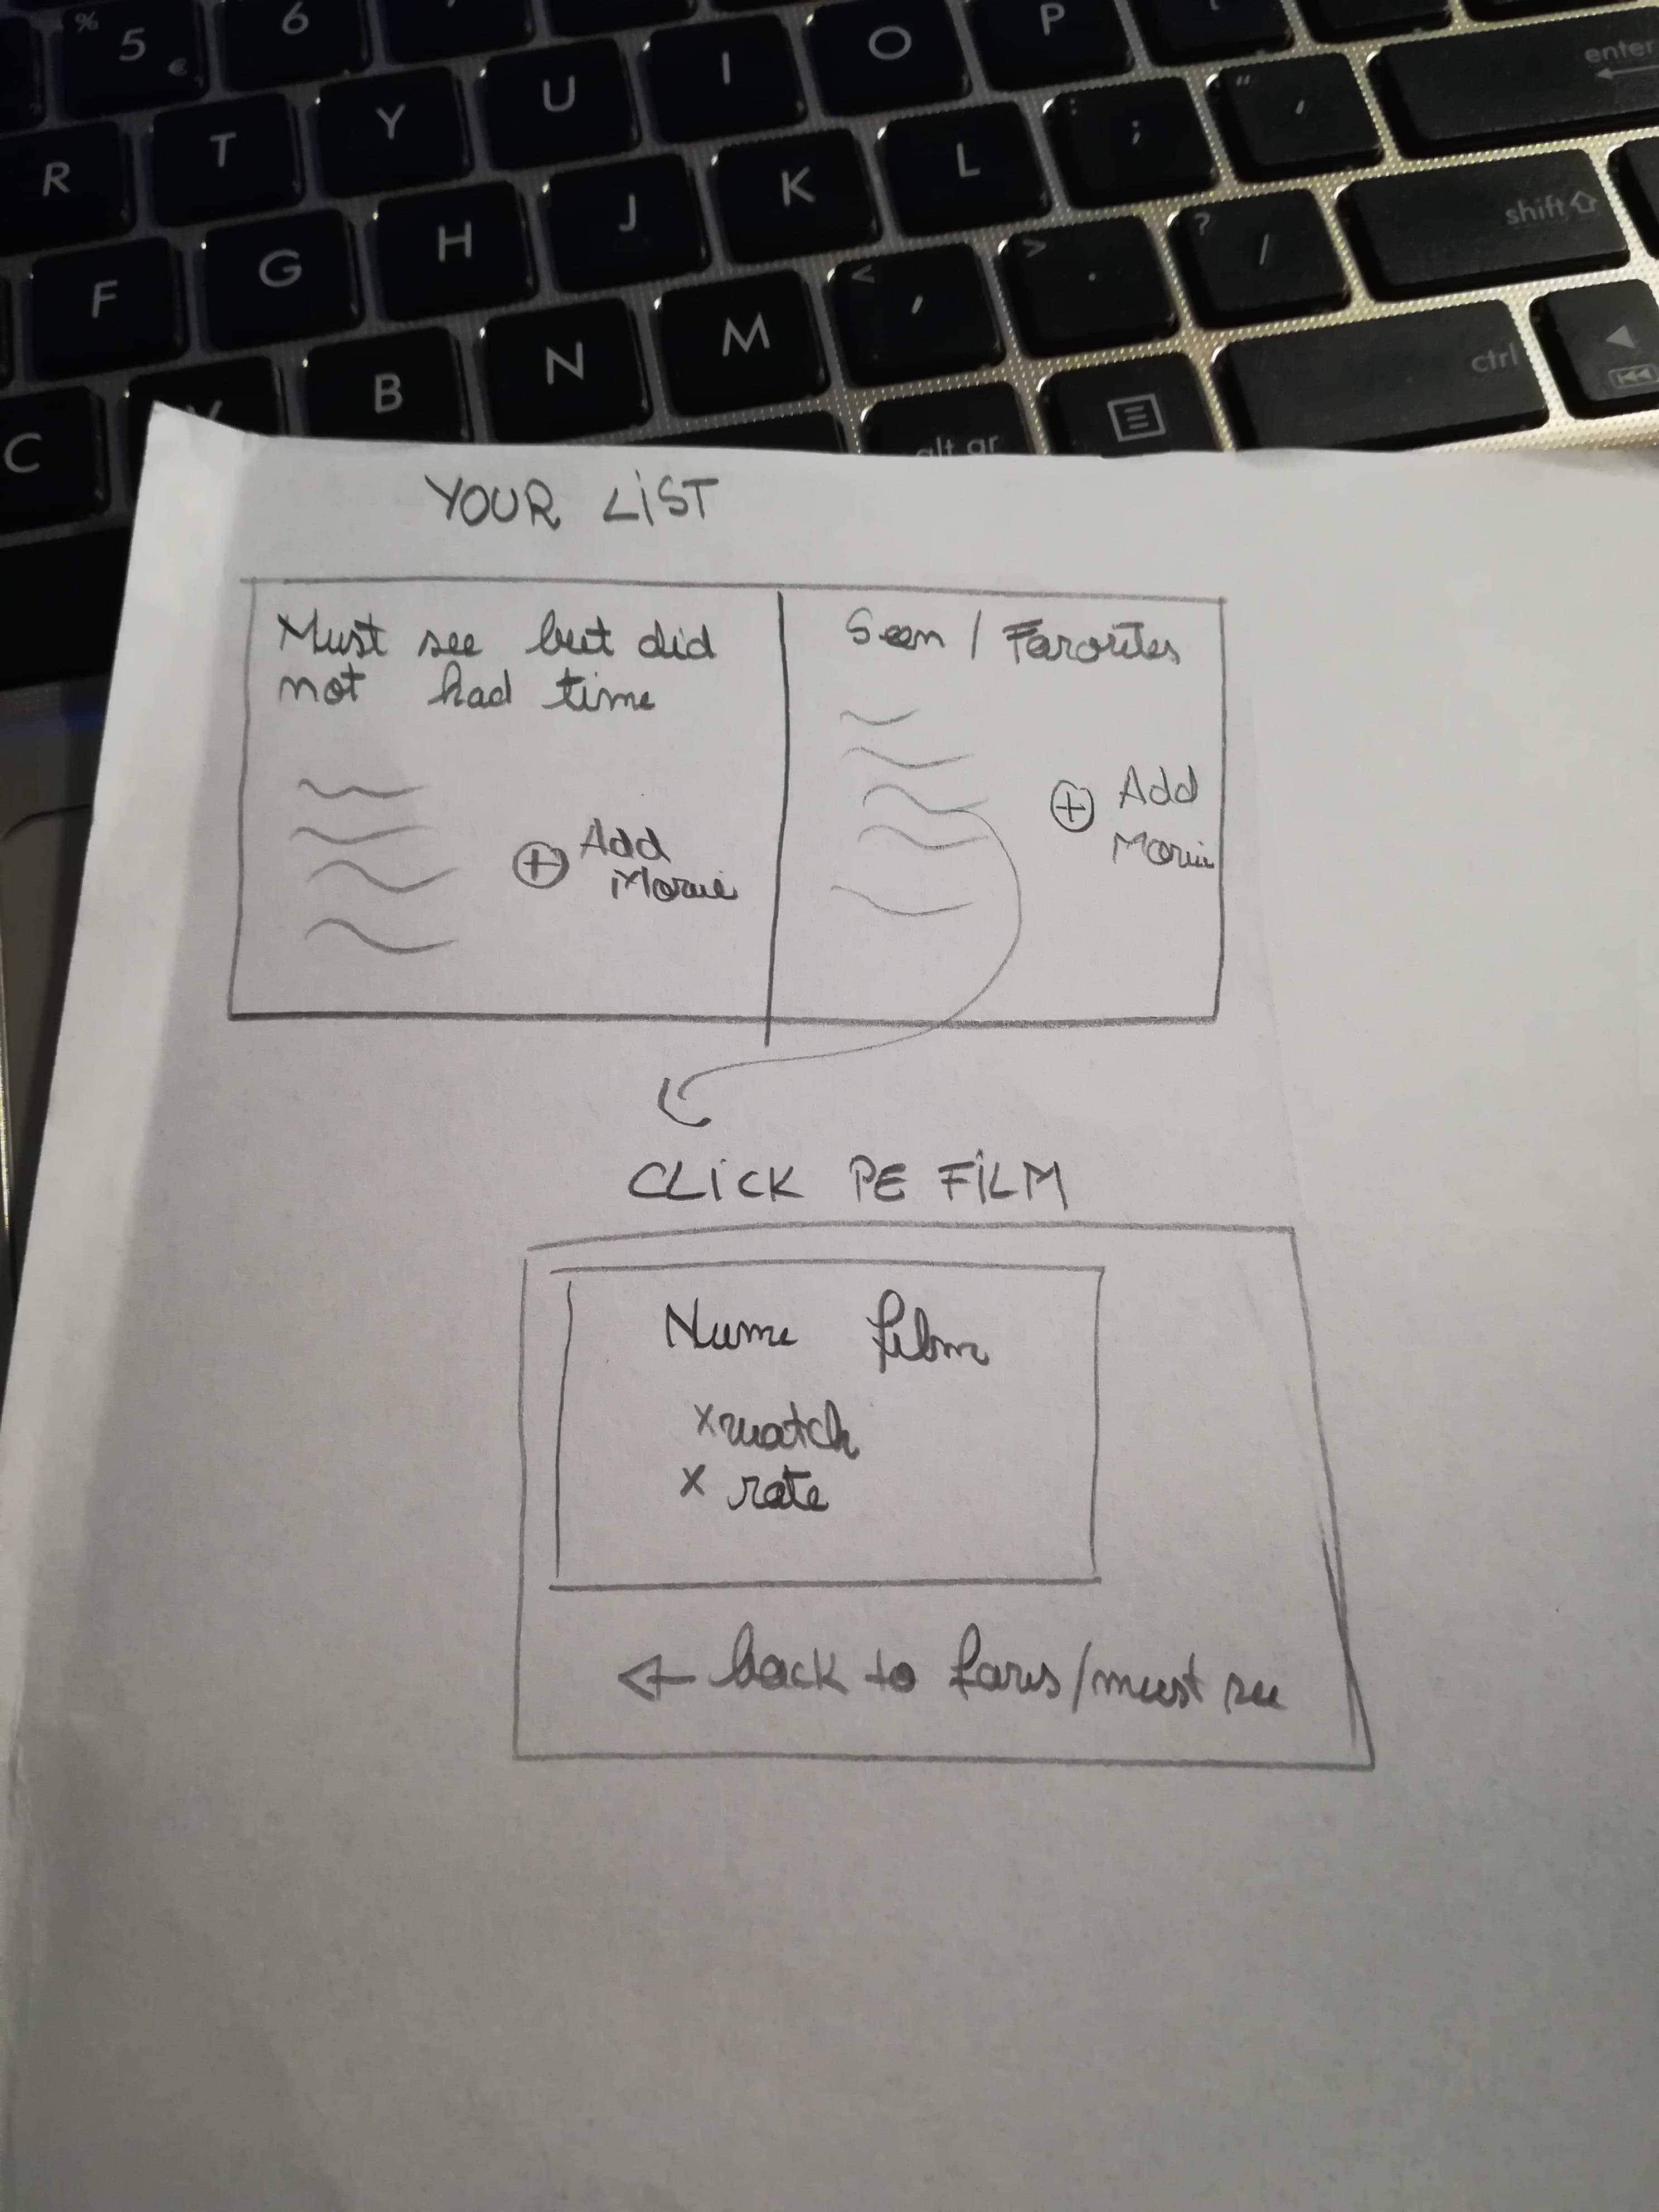 % 5 €
6
R T Y U I O P
enter
F G H J K L : ; " '
shift
C V B N M < , > . ? /
alt gr
ctrl
YOUR LIST
Must see but did
not had time
Add
Movie
Seen / Favorites
Add
Movie
CLICK PE FILM
Nume film
x watch
x rate
← back to favs/must see